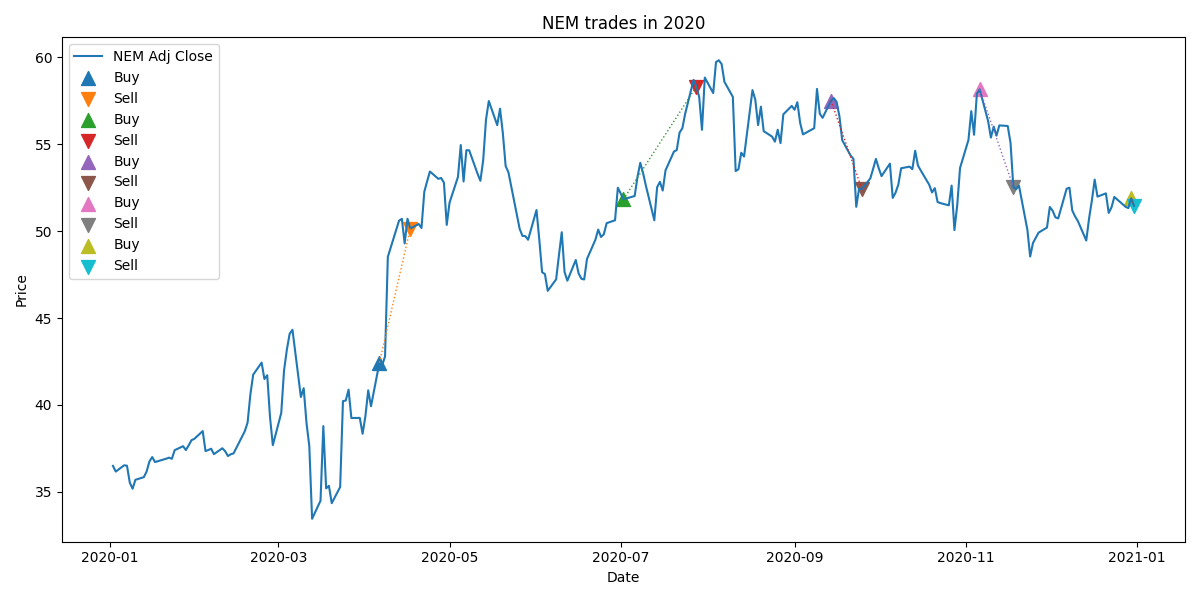 NEM trades in 2020
NEM Adj Close
Buy
Sell
Buy
Sell
Buy
Sell
Buy
Sell
Buy
Sell
60
55
50
45
40
35
Price
2020-01
2020-03
2020-05
2020-07
2020-09
2020-11
2021-01
Date